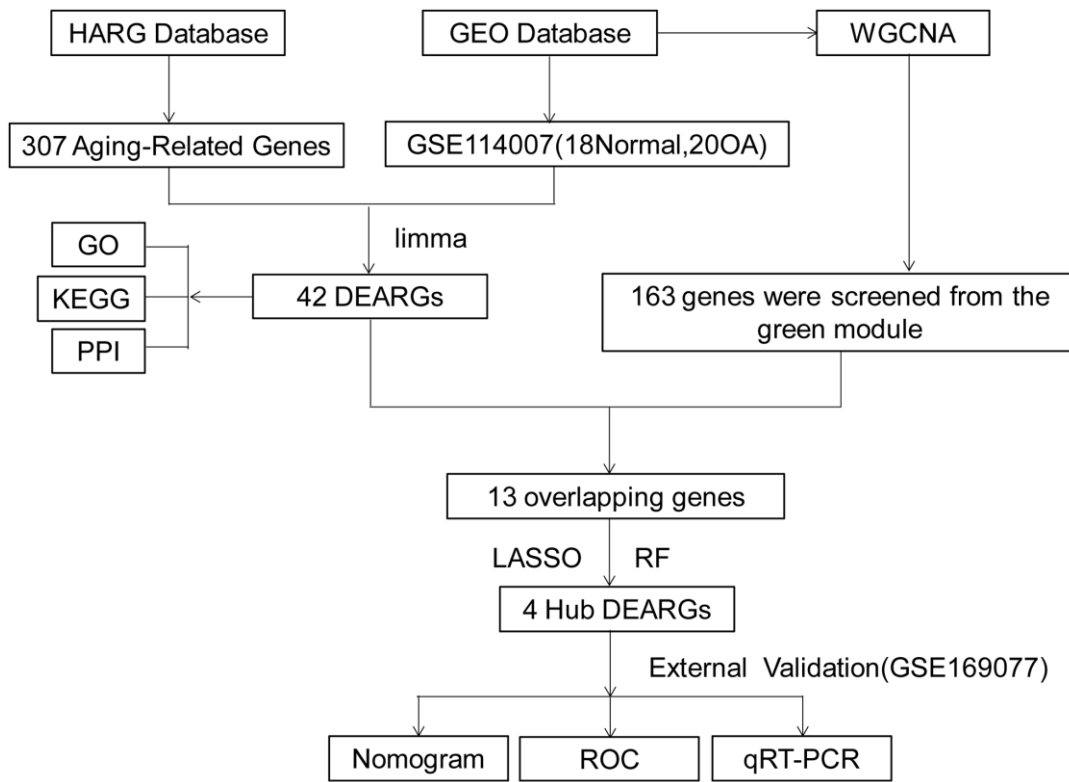 HARG Database
GEO Database
WGCNA
307 Aging-Related Genes
GSE114007(18Normal,20OA)
limma
GO
KEGG
PPI
42 DEARGs
163 genes were screened from the
green module
13 overlapping genes
LASSO RF
4 Hub DEARGs
External Validation(GSE169077)
Nomogram
ROC
qRT-PCR